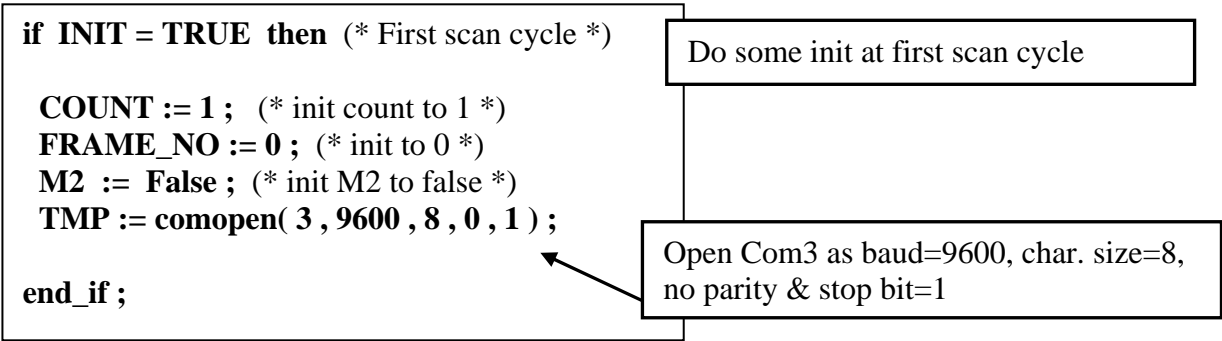 if INIT = TRUE then (* First scan cycle *)
Do some init at first scan cycle
COUNT := 1 ; (* init count to 1 *)
FRAME_NO := 0 ; (* init to 0 *)
M2 := False ; (* init M2 to false *)
TMP := comopen( 3 , 9600 , 8 , 0 , 1 ) ;
Open Com3 as baud=9600, char. size=8,
no parity & stop bit=1
end_if ;